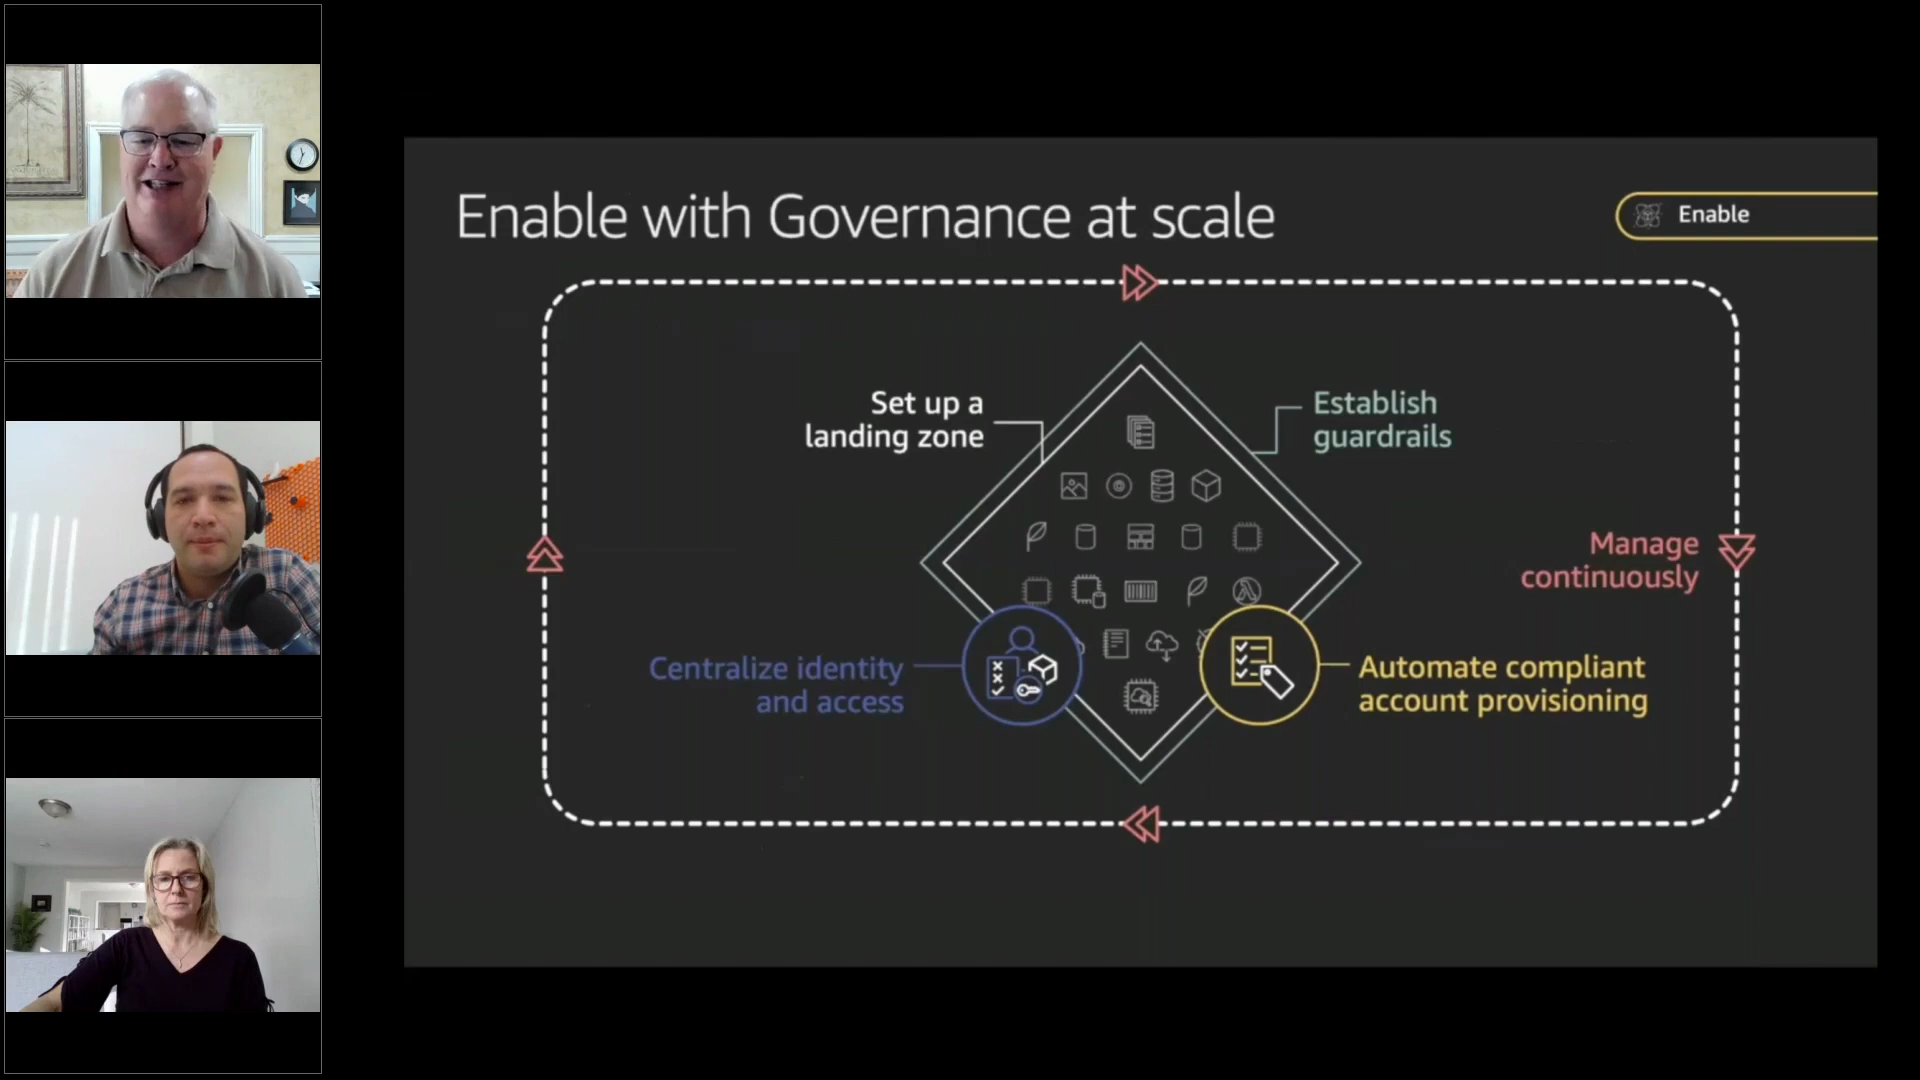 Enable with Governance at scale
Enable
Set up a
landing zone
Establish
guardrails
Manage
continuously
Centralize identity
and access
Automate compliant
account provisioning